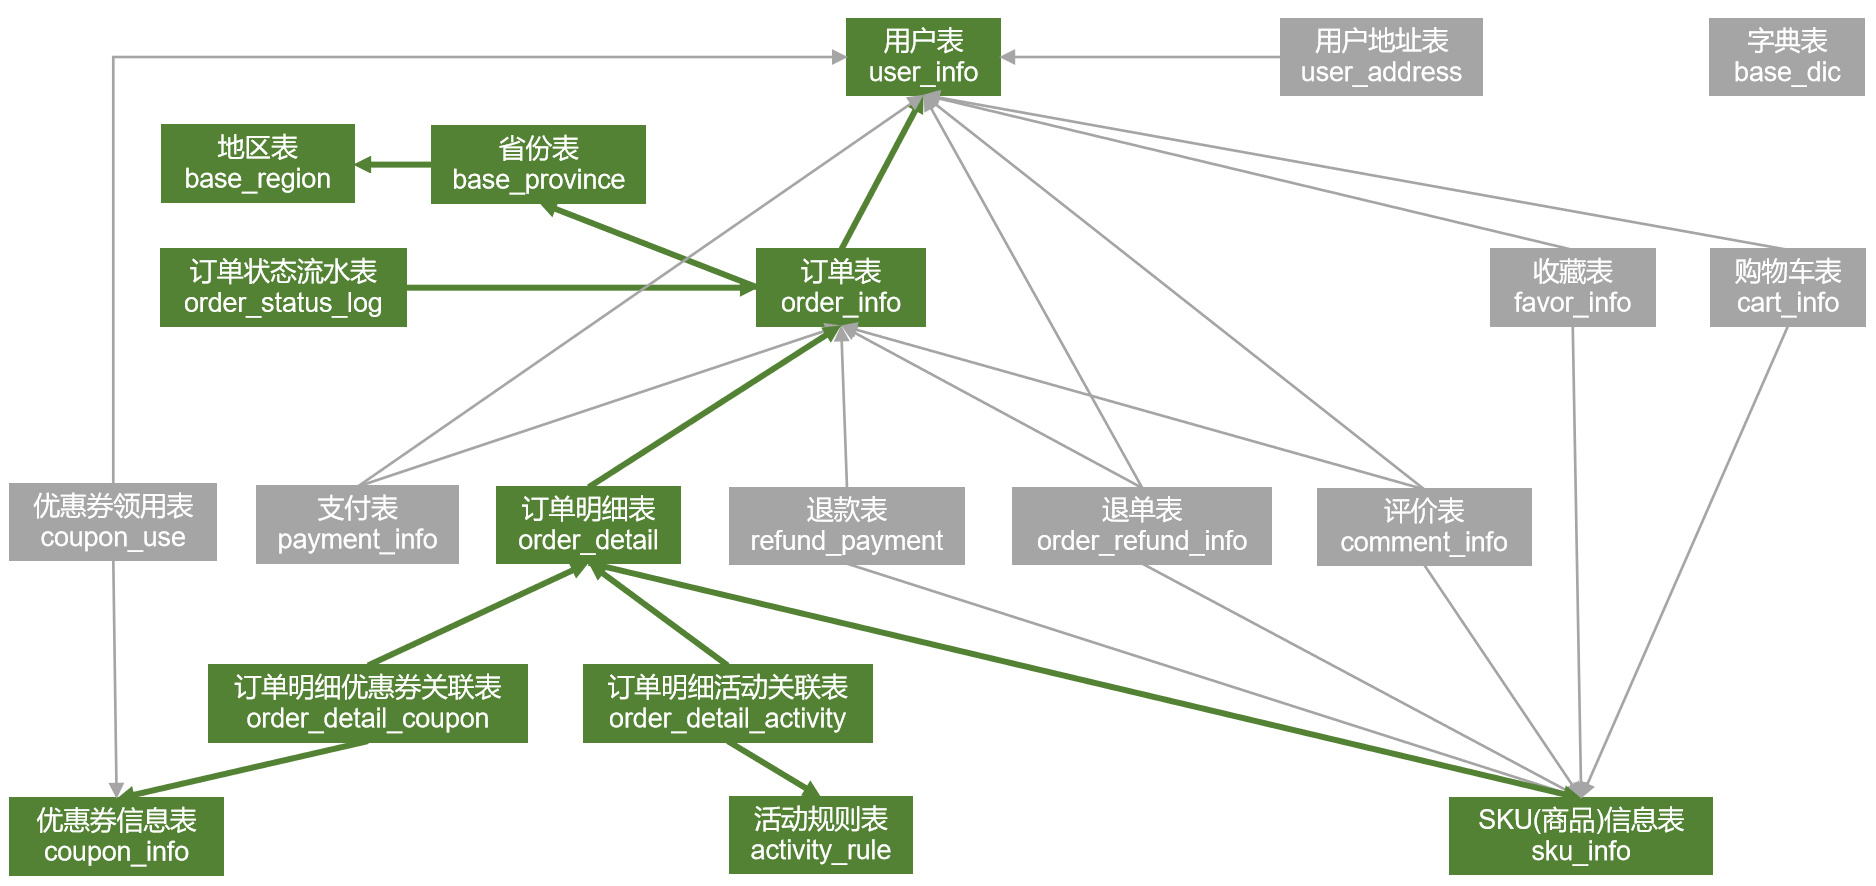 用户表
user_info
用户地址表
user_address
字典表
base_dic
地区表
base_region
省份表
base_province
订单状态流水表
order_status_log
订单表
order_info
收藏表
favor_info
购物车表
cart_info
优惠券领用表
coupon_use
支付表
payment_info
订单明细表
order_detail
退款表
refund_payment
退单表
order_refund_info
评价表
comment_info
订单明细优惠券关联表
order_detail_coupon
订单明细活动关联表
order_detail_activity
优惠券信息表
coupon_info
活动规则表
activity_rule
SKU(商品)信息表
sku_info